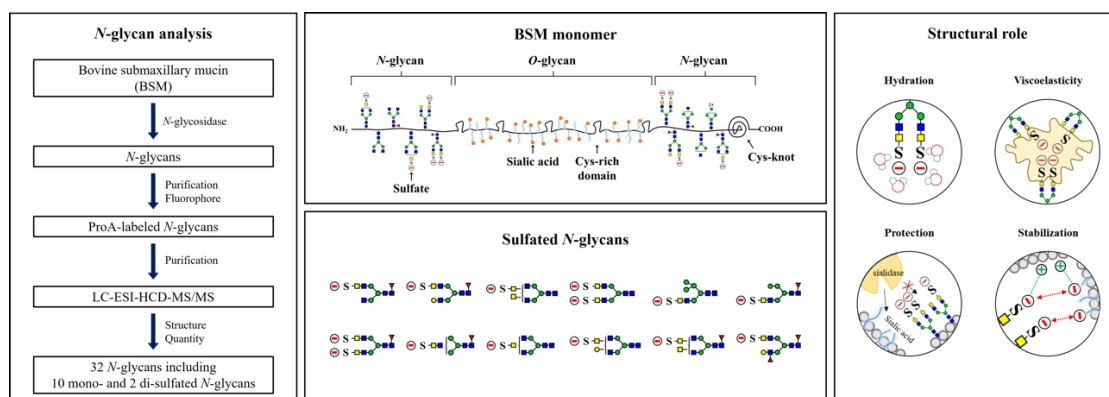 N-glycan analysis
Bovine submaxillary mucin
(BSM)
N-glycosidase
N-glycans
Purification
Fluorophore
ProA-labeled N-glycans
Purification
LC-ESI-HCD-MS/MS
Structure
Quantity
32 N-glycans including
10 mono- and 2 di-sulfated N-glycans
BSM monomer
N-glycan
O-glycan
N-glycan
NH2
COOH
Sialic acid
Cys-rich
domain
Cys-knot
Sulfate
Sulfated N-glycans
S S S S S S
S
S S S S S S
S
Structural role
Hydration
Viscoelasticity
S S
S S
S S
Protection
Stabilization
sialidase
S
S
S
Sialic acid
S
S